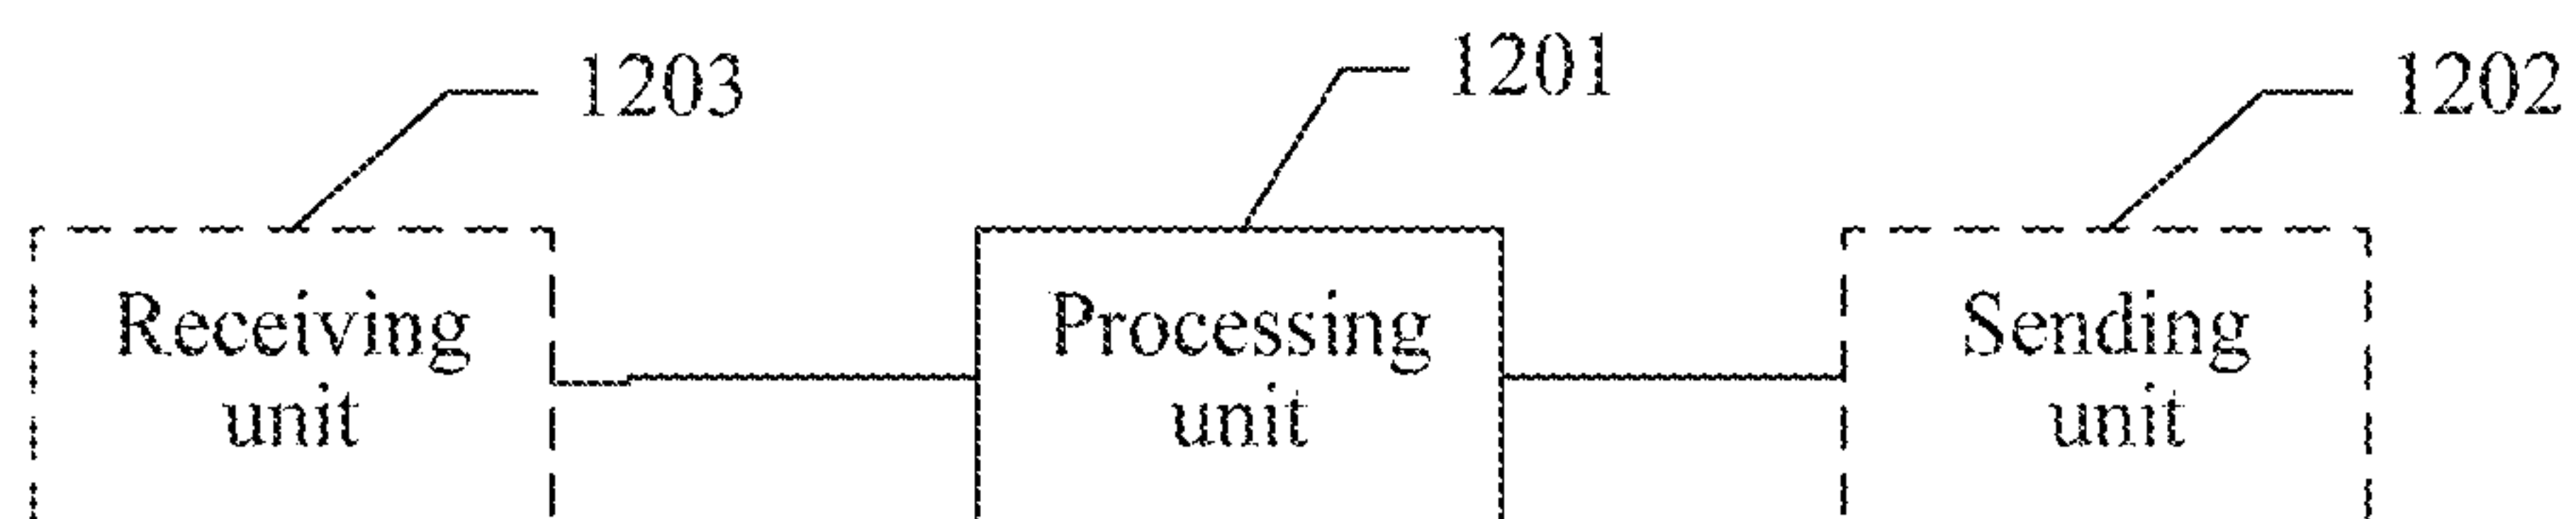 1203
1201
1202
Receiving
unit
Processing
unit
Sending
unit